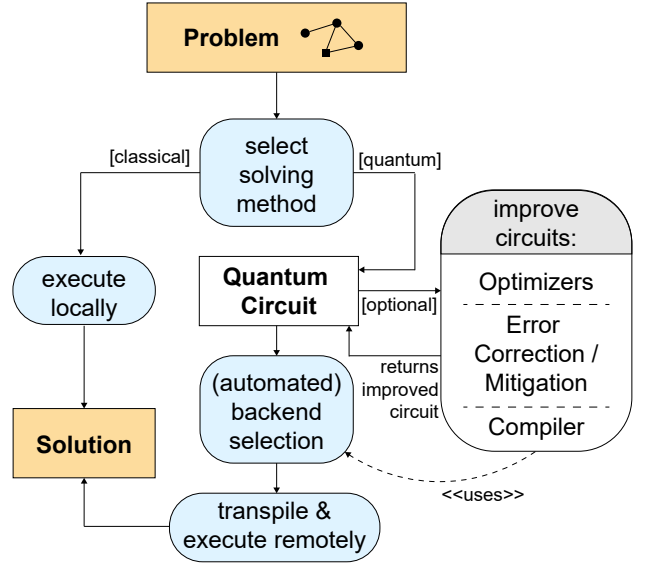 Problem
select
solving
method
[classical]
[quantum]
execute
locally
Quantum
Circuit
[optional]
improve
circuits:
Optimizers
Error
Correction /
Mitigation
Compiler
returns
improved
circuit
(automated)
backend
selection
<<uses>>
Solution
transpile &
execute remotely